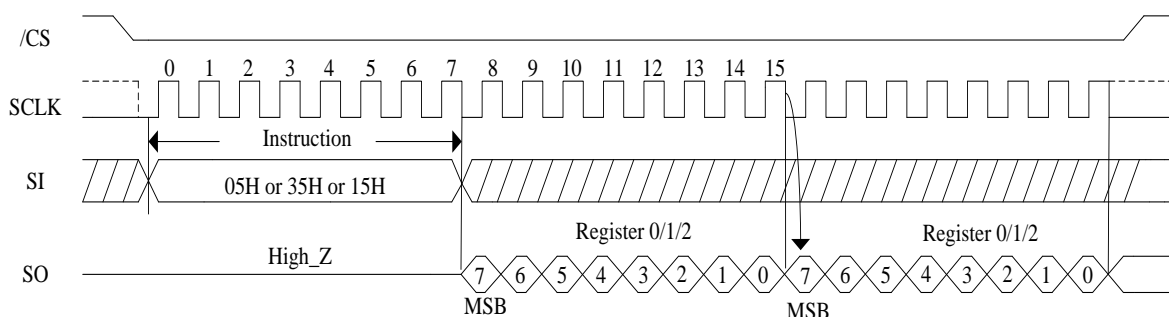 /CS
0 1 2 3 4 5 6 7 8 9 10 11 12 13 14 15
SCLK
Instruction
SI 05H or 35H or 15H
Register 0/1/2 Register 0/1/2
High_Z
SO 7 6 5 4 3 2 1 0 7 6 5 4 3 2 1 0
MSB MSB